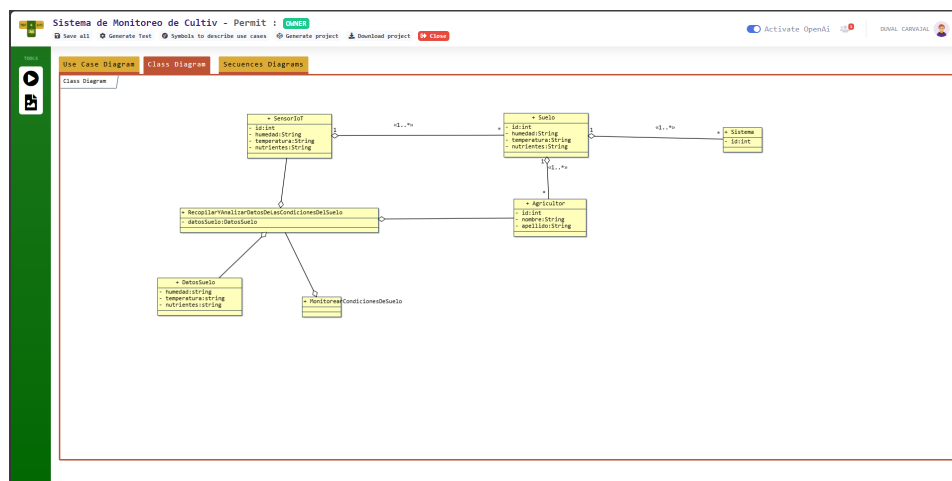 Sistema de Monitoreo de Cultiv - Permit : OWNER
Save all Generate Test Symbols to describe use cases Generate project Download project Close
Activate OpenAi
DUVAL CARVAJAL
TOOLS
Use Case Diagram Class Diagram Secuences Diagrams
Class Diagram
+ SensorIoT
- id:int
- humedad:String
- temperatura:String
- nutrientes:String
1 «1..*» *
+ Suelo
- id:int
- humedad:String
- temperatura:String
- nutrientes:String
1 «1..*» *
+ Sistema
- id:int
1 «1..*»
*
+ RecopilarYAnalizarDatosDeLasCondicionesDelSuelo
- datosSuelo:DatosSuelo
+ Agricultor
- id:int
- nombre:String
- apellido:String
+ DatosSuelo
- humedad:string
- temperatura:string
- nutrientes:string
+ MonitorearCondicionesDeSuelo